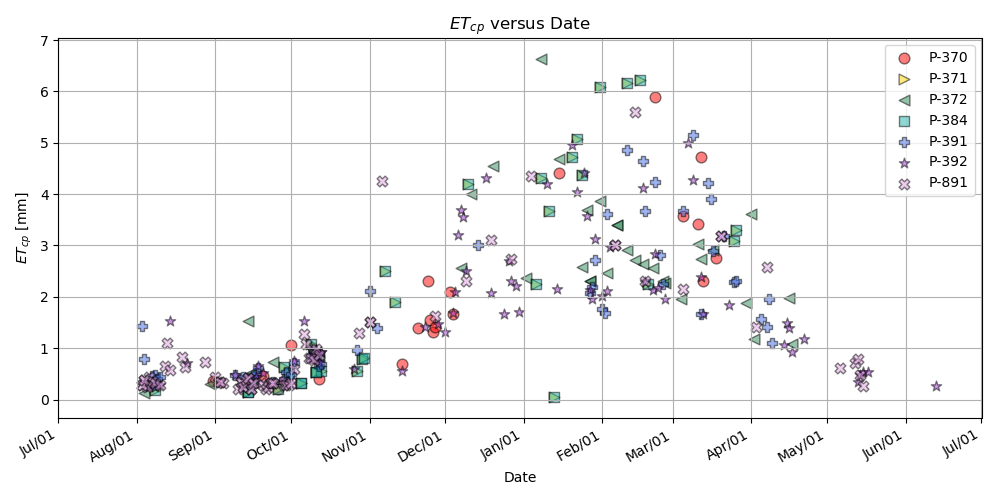 ET_cp versus Date
7
6
5
4
3
2
1
0
ET_cp [mm]
P-370
P-371
P-372
P-384
P-391
P-392
P-891
Jul/01
Aug/01
Sep/01
Oct/01
Nov/01
Dec/01
Jan/01
Feb/01
Mar/01
Apr/01
May/01
Jun/01
Jul/01
Date